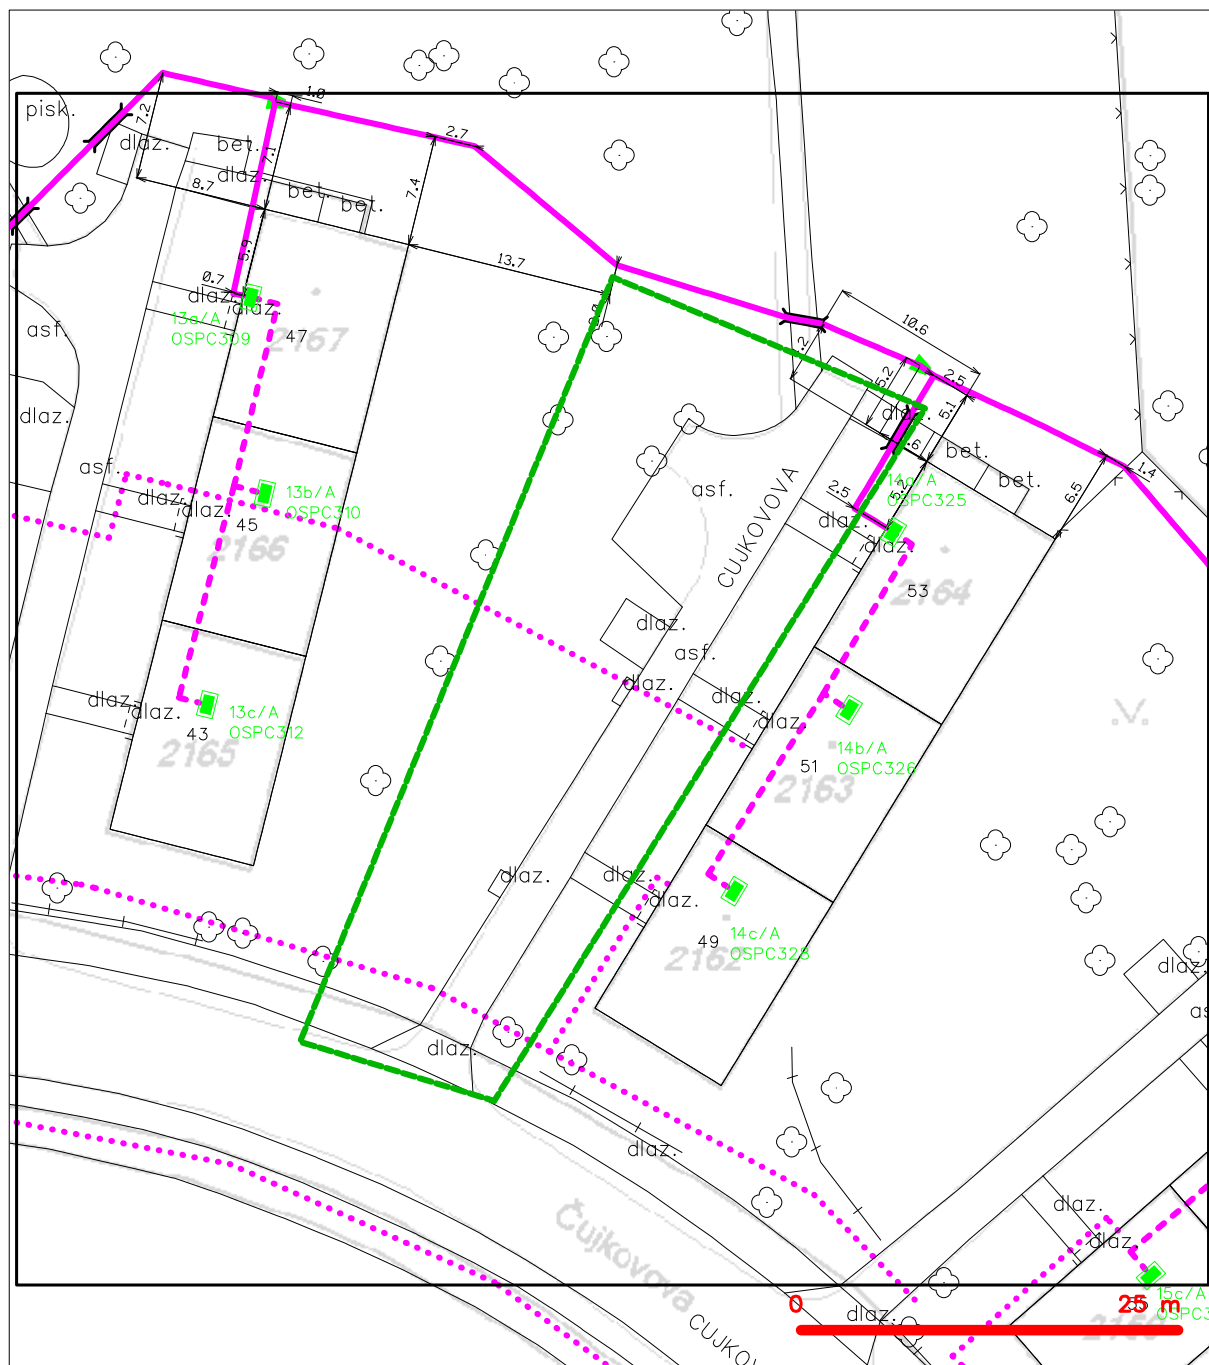 pisk.
7.2
dlaz.
bet.
1.0
7.1
dlaz.
8.7
bet.
bet.
2.7
7.4
5.9
13.7
0.7
dlaz.
dlaz.
13a/A
OSPC309
2167
47
asf.
dlaz.
10.6
5.2
2.5
5.1
dlaz.
bet.
bet.
1.4
6.5
5.2
asf.
dlaz.
dlaz.
13b/A
OSPC310
45
2166
asf.
CUJKOVOVA
2.5
14a/A
OSPC325
dlaz.
dlaz.
53
2164
dlaz.
asf.
dlaz.
dlaz.
dlaz.
dlaz.
dlaz.
13c/A
OSPC312
43
2165
.V.
14b/A
OSPC326
51
2163
dlaz.
dlaz.
dlaz.
14c/A
OSPC328
49
2162
dlaz.
dlaz.
dlaz.
Čujkovova
dlaz.
dlaz.
15c/A
0
25 m
dlaz.